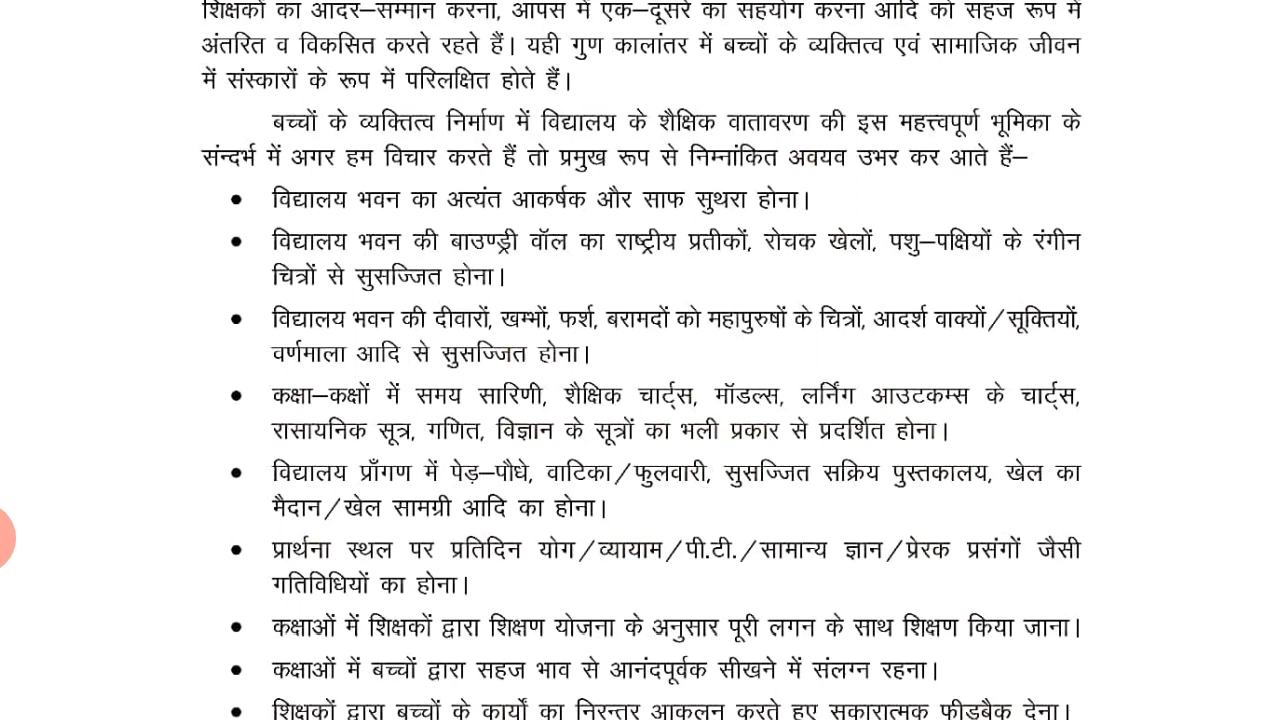 शिक्षकों का आदर–सम्मान करना, आपस में एक–दूसरे का सहयोग करना आदि को सहज रूप में
अंतरित व विकसित करते रहते हैं। यही गुण कालांतर में बच्चों के व्यक्तित्व एवं सामाजिक जीवन
में संस्कारों के रूप में परिलक्षित होते हैं।
बच्चों के व्यक्तित्व निर्माण में विद्यालय के शैक्षिक वातावरण की इस महत्त्वपूर्ण भूमिका के
संन्दर्भ में अगर हम विचार करते हैं तो प्रमुख रूप से निम्नांकित अवयव उभर कर आते हैं–
• विद्यालय भवन का अत्यंत आकर्षक और साफ सुथरा होना।
• विद्यालय भवन की बाउण्ड्री वॉल का राष्ट्रीय प्रतीकों, रोचक खेलों, पशु–पक्षियों के रंगीन
चित्रों से सुसज्जित होना।
• विद्यालय भवन की दीवारों, खम्भों, फर्श, बरामदों को महापुरुषों के चित्रों, आदर्श वाक्यों/सूक्तियों,
वर्णमाला आदि से सुसज्जित होना।
• कक्षा–कक्षों में समय सारिणी, शैक्षिक चार्ट्स, मॉडल्स, लर्निंग आउटकम्स के चार्ट्स,
रासायनिक सूत्र, गणित, विज्ञान के सूत्रों का भली प्रकार से प्रदर्शित होना।
• विद्यालय प्राँगण में पेड़–पौधे, वाटिका/फुलवारी, सुसज्जित सक्रिय पुस्तकालय, खेल का
मैदान/खेल सामग्री आदि का होना।
• प्रार्थना स्थल पर प्रतिदिन योग/व्यायाम/पी.टी./सामान्य ज्ञान/प्रेरक प्रसंगों जैसी
गतिविधियों का होना।
• कक्षाओं में शिक्षकों द्वारा शिक्षण योजना के अनुसार पूरी लगन के साथ शिक्षण किया जाना।
• कक्षाओं में बच्चों द्वारा सहज भाव से आनंदपूर्वक सीखने में संलग्न रहना।
• शिक्षकों द्वारा बच्चों के कार्यों का निरन्तर आकलन करते हुए सकारात्मक फीडबैक देना।